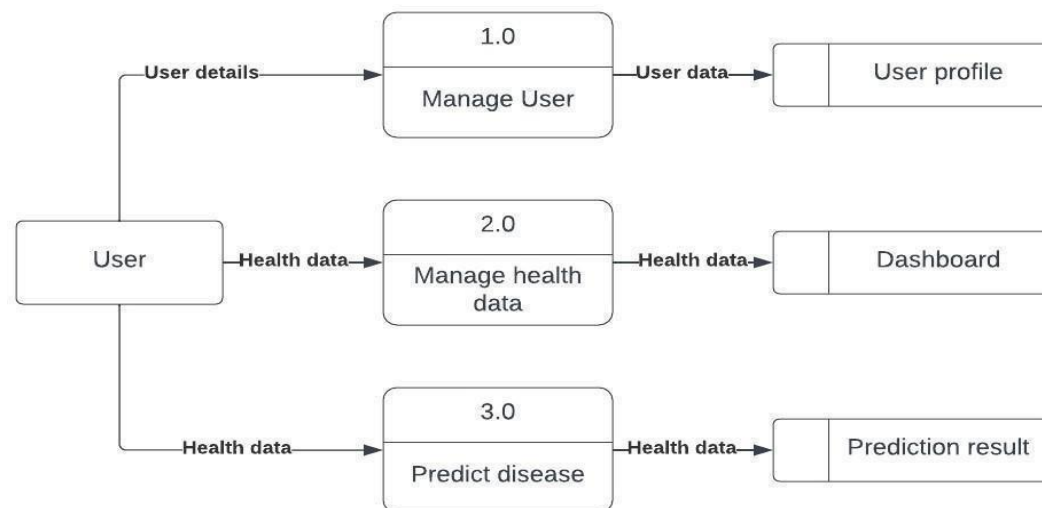 1.0
User details
Manage User
User data
User profile
User
Health data
2.0
Manage health
data
Health data
Dashboard
Health data
3.0
Predict disease
Health data
Prediction result